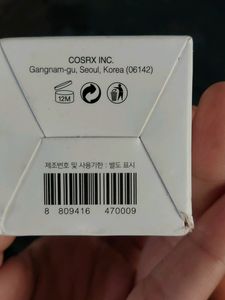 COSRX INC.
Gangnam-gu, Seoul, Korea (06142)
12M
제조번호 및 사용기한 : 별도 표시
8 809416 470009